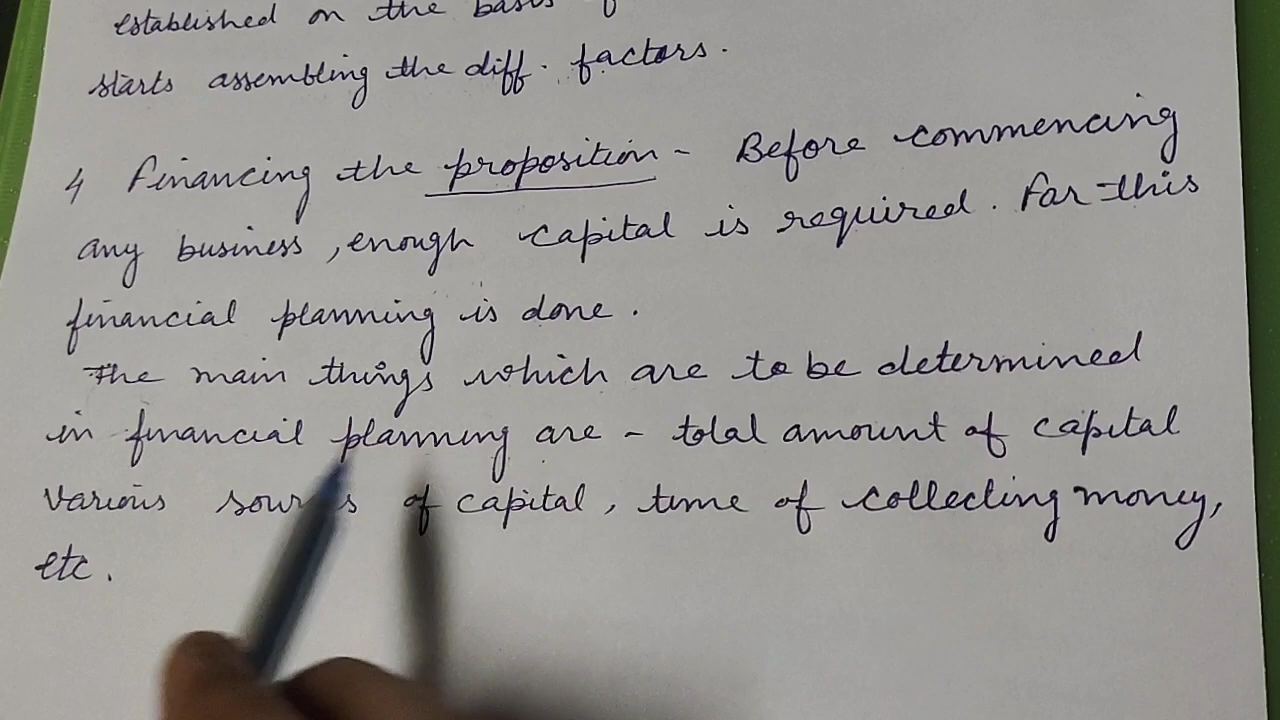 established on the basis of
starts assembling the diff. factors.
4 Financing the proposition - Before commencing
any business, enough capital is required. For this
financial planning is done.
The main things which are to be determined
in financial planning are - total amount of capital
various sources of capital, time of collecting money,
etc.